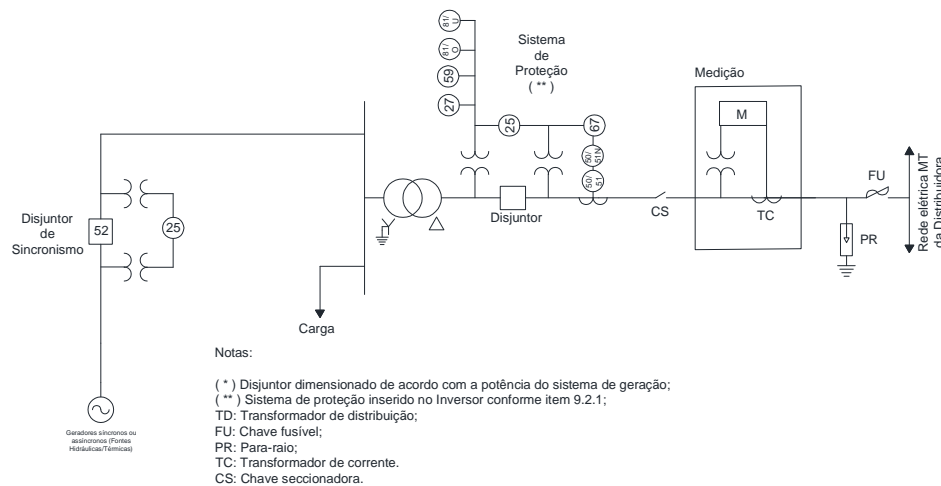 81/
U
81/
O
59
27
Sistema
de
Proteção
( ** )
25
67
50/
51N
50/
51
Medição
M
TC
FU
PR
CS
Rede elétrica MT
da Distribuidora
Disjuntor
Disjuntor
de
Sincronismo
52
25
Carga
Geradores síncronos ou
assíncronos (Fontes
Hidráulicas/Térmicas)
Notas:
( * ) Disjuntor dimensionado de acordo com a potência do sistema de geração;
( ** ) Sistema de proteção inserido no Inversor conforme item 9.2.1;
TD: Transformador de distribuição;
FU: Chave fusível;
PR: Para-raio;
TC: Transformador de corrente.
CS: Chave seccionadora.